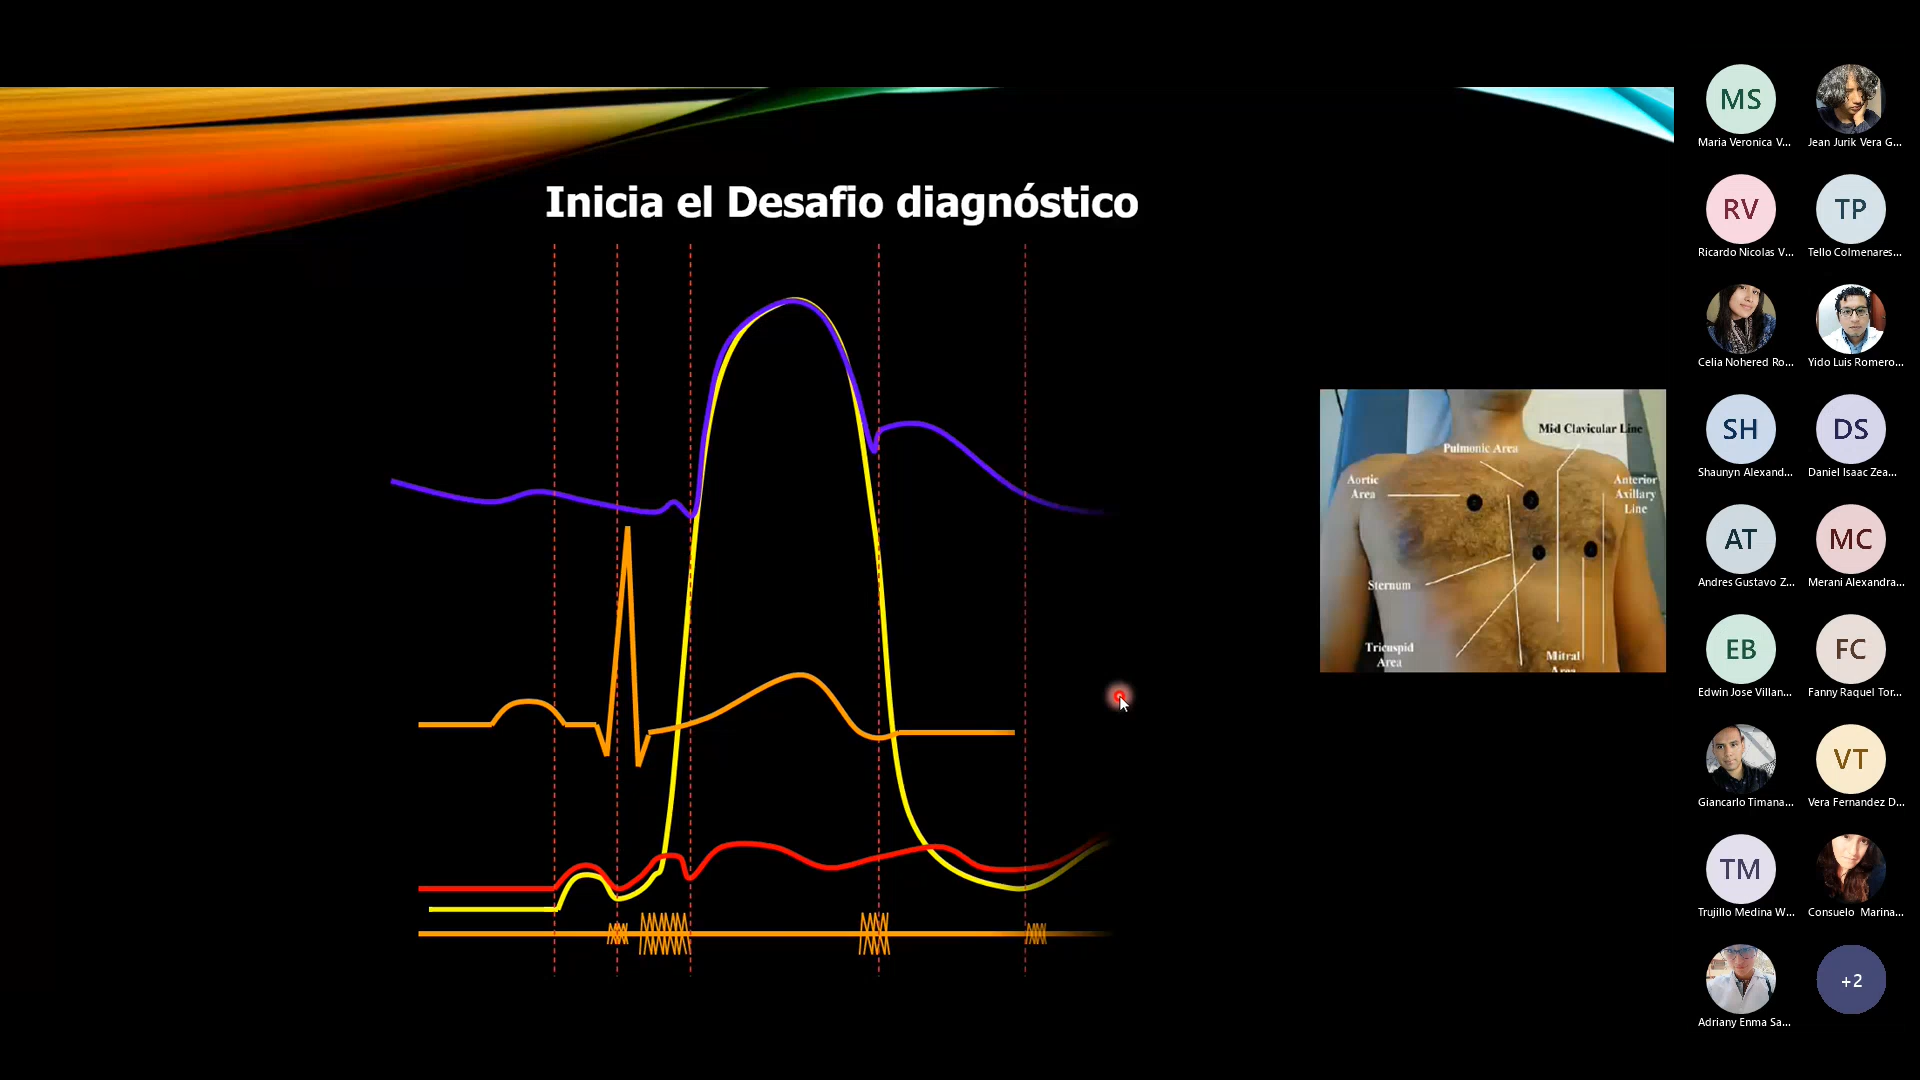 Inicia el Desafio diagnóstico
Mid Clavicular Line
Pulmonic Area
Aortic
Area
Anterior
Axillary
Line
Sternum
Tricuspid
Area
Mitral
Area
MS
Maria Veronica V...
Jean Jurik Vera G...
RV
Ricardo Nicolas V...
TP
Tello Colmenares...
Celia Nohered Ro...
Yido Luis Romero...
SH
Shaunyn Alexand...
DS
Daniel Isaac Zea...
AT
Andres Gustavo Z...
MC
Merani Alexandra...
EB
Edwin Jose Villan...
FC
Fanny Raquel Tor...
Giancarlo Timana...
VT
Vera Fernandez D...
TM
Trujillo Medina W...
Consuelo Marina...
Adriany Enma Sa...
+2